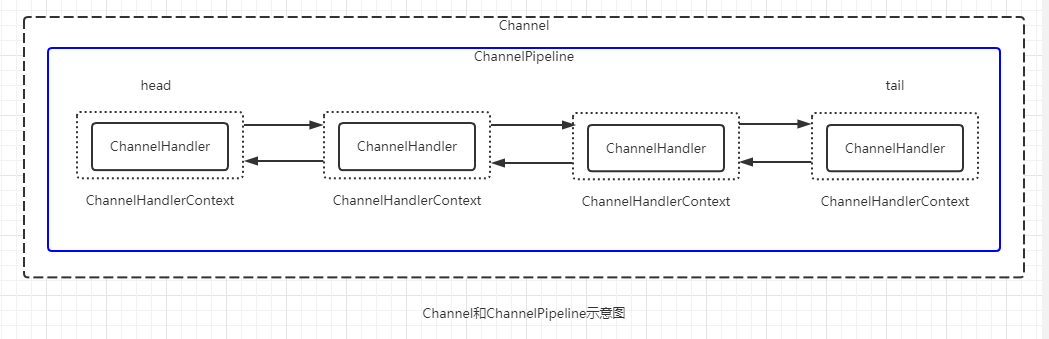 Channel
ChannelPipeline
head
tail
ChannelHandler
ChannelHandler
ChannelHandler
ChannelHandler
ChannelHandlerContext
ChannelHandlerContext
ChannelHandlerContext
ChannelHandlerContext
Channel和ChannelPipeline示意图